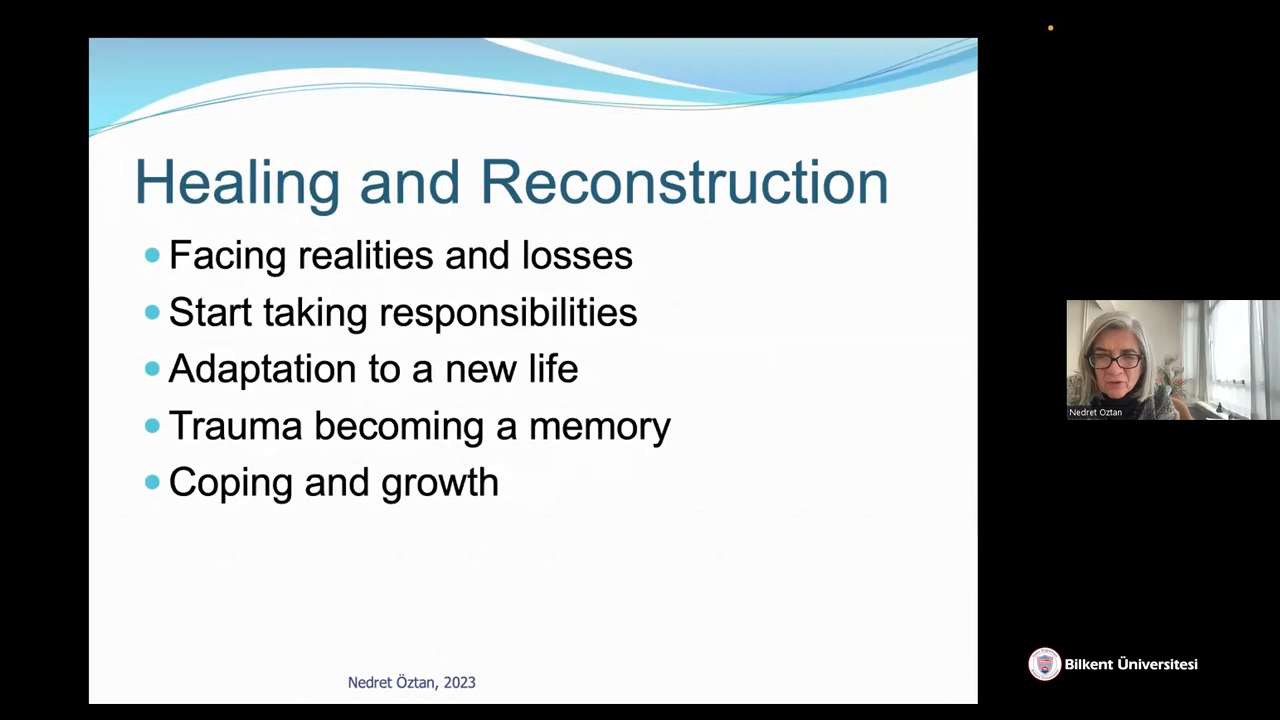 Healing and Reconstruction
Facing realities and losses
Start taking responsibilities
Adaptation to a new life
Trauma becoming a memory
Coping and growth
Nedret Öztan, 2023
Nedret Oztan
Bilkent Üniversitesi